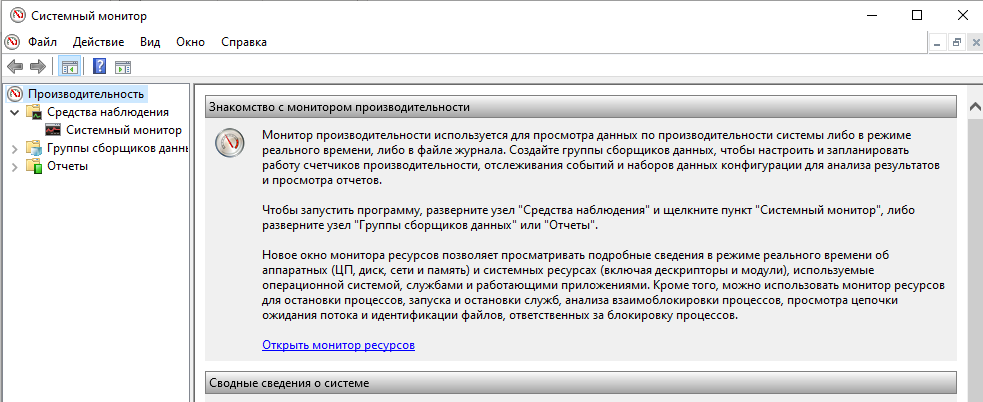 Системный монитор
Файл Действие Вид Окно Справка
Производительность
Средства наблюдения
Системный монитор
Группы сборщиков данн
Отчеты
Знакомство с монитором производительности
Монитор производительности используется для просмотра данных по производительности системы либо в режиме
реального времени, либо в файле журнала. Создайте группы сборщиков данных, чтобы настроить и запланировать
работу счетчиков производительности, отслеживания событий и наборов данных конфигурации для анализа результатов
и просмотра отчетов.
Чтобы запустить программу, разверните узел "Средства наблюдения" и щелкните пункт "Системный монитор", либо
разверните узел "Группы сборщиков данных" или "Отчеты".
Новое окно монитора ресурсов позволяет просматривать подробные сведения в режиме реального времени об
аппаратных (ЦП, диск, сети и память) и системных ресурсах (включая дескрипторы и модули), используемые
операционной системой, службами и работающими приложениями. Кроме того, можно использовать монитор ресурсов
для остановки процессов, запуска и остановки служб, анализа взаимоблокировки процессов, просмотра цепочки
ожидания потока и идентификации файлов, ответственных за блокировку процессов.
Открыть монитор ресурсов
Сводные сведения о системе